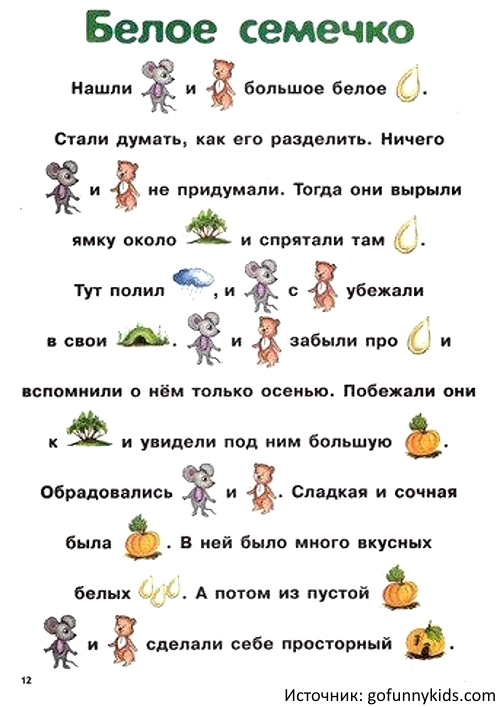 Белое семечко
Нашли и большое белое .
Стали думать, как его разделить. Ничего
и не придумали. Тогда они вырыли
ямку около и спрятали там .
Тут полил , и с убежали
в свои . и забыли про и
вспомнили о нём только осенью. Побежали они
к и увидели под ним большую .
Обрадовались и . Сладкая и сочная
была . В ней было много вкусных
белых . А потом из пустой
и сделали себе просторный .
12
Источник: gofunnykids.com